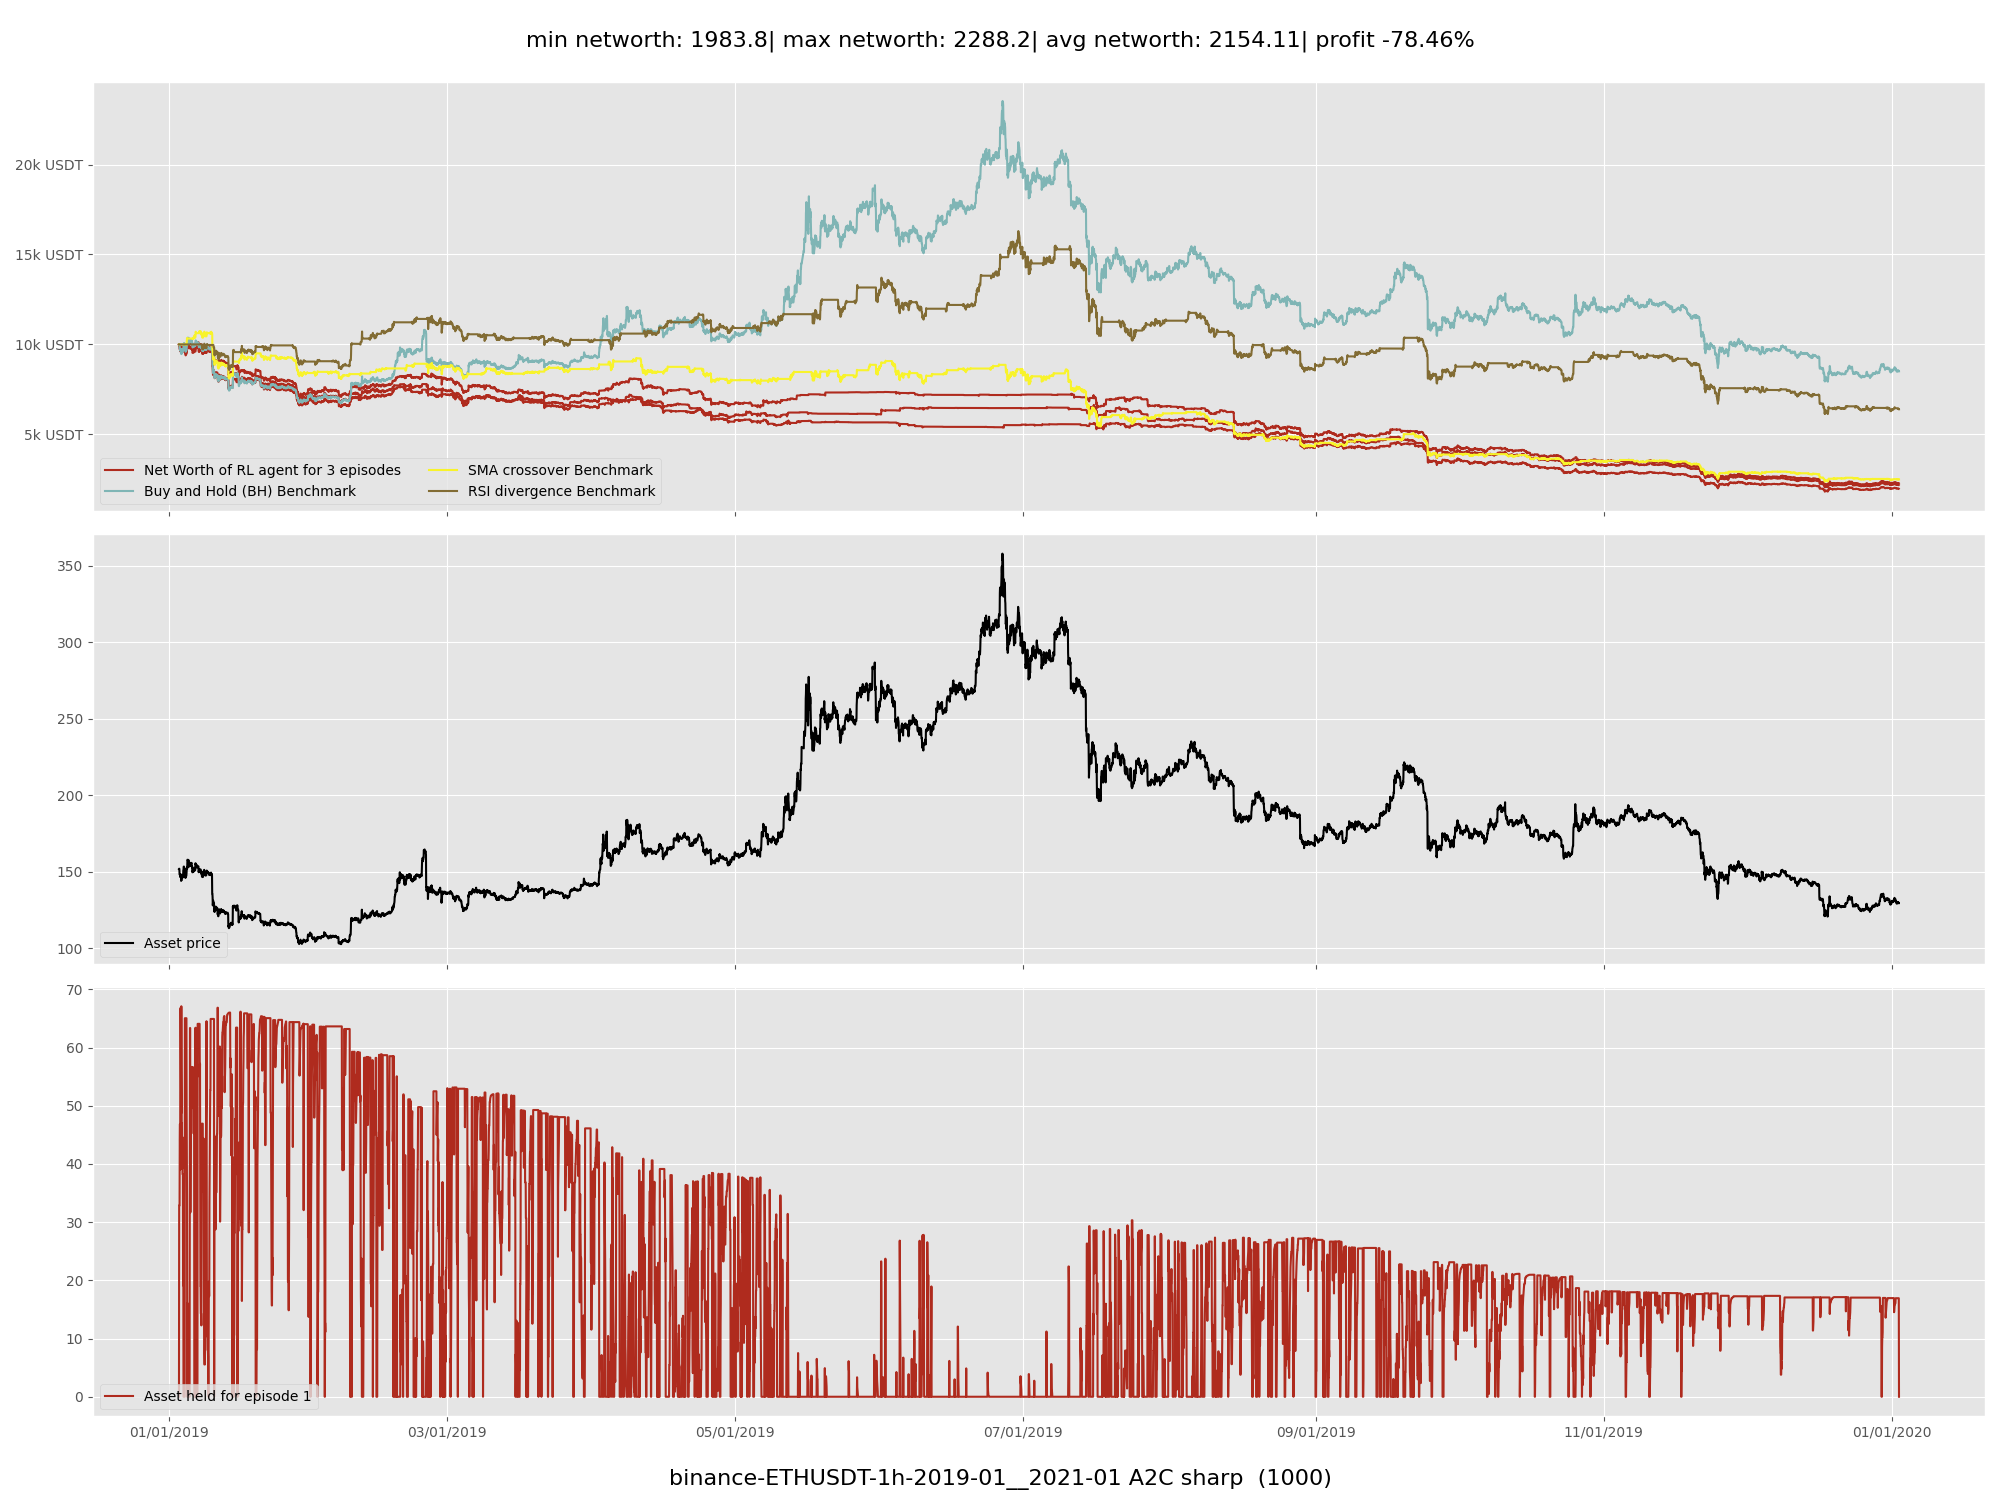 min networth: 1983.8| max networth: 2288.2| avg networth: 2154.11| profit -78.46%
20k USDT
15k USDT
10k USDT
5k USDT
Net Worth of RL agent for 3 episodes
Buy and Hold (BH) Benchmark
SMA crossover Benchmark
RSI divergence Benchmark
350
300
250
200
150
100
Asset price
70
60
50
40
30
20
10
0
Asset held for episode 1
01/01/2019 03/01/2019 05/01/2019 07/01/2019 09/01/2019 11/01/2019 01/01/2020
binance-ETHUSDT-1h-2019-01__2021-01 A2C sharp (1000)